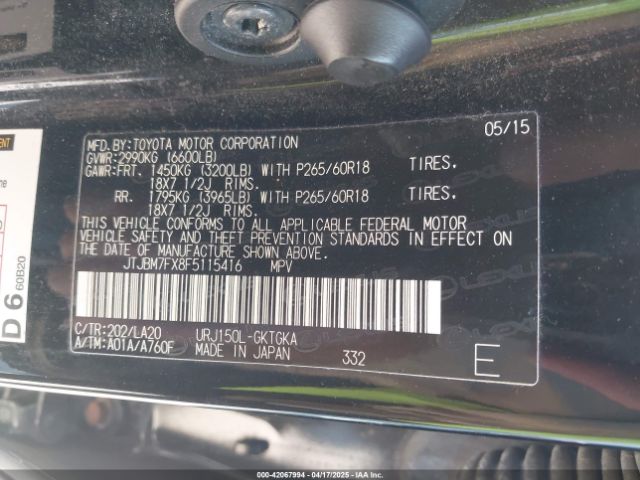 MFD. BY:TOYOTA MOTOR CORPORATION 05/15
GVWR:2990KG (6600LB)
GAWR:FRT. 1450KG (3200LB) WITH P265/60R18 TIRES.
18X7 1/2J RIMS.
RR. 1795KG (3965LB) WITH P265/60R18 TIRES.
18X7 1/2J RIMS.
THIS VEHICLE CONFORMS TO ALL APPLICABLE FEDERAL MOTOR
VEHICLE SAFETY AND THEFT PREVENTION STANDARDS IN EFFECT ON
THE DATE OF MANUFACTURE SHOWN ABOVE.
JTJBM7FX8F5115416 MPV
C/TR:202/LA20 URJ150L-GKTGKA
A/TM:A01A/A760F MADE IN JAPAN 332 E
D 6
60B20
LEXUS
000-42067994 - 04/17/2025 - IAAI.COM